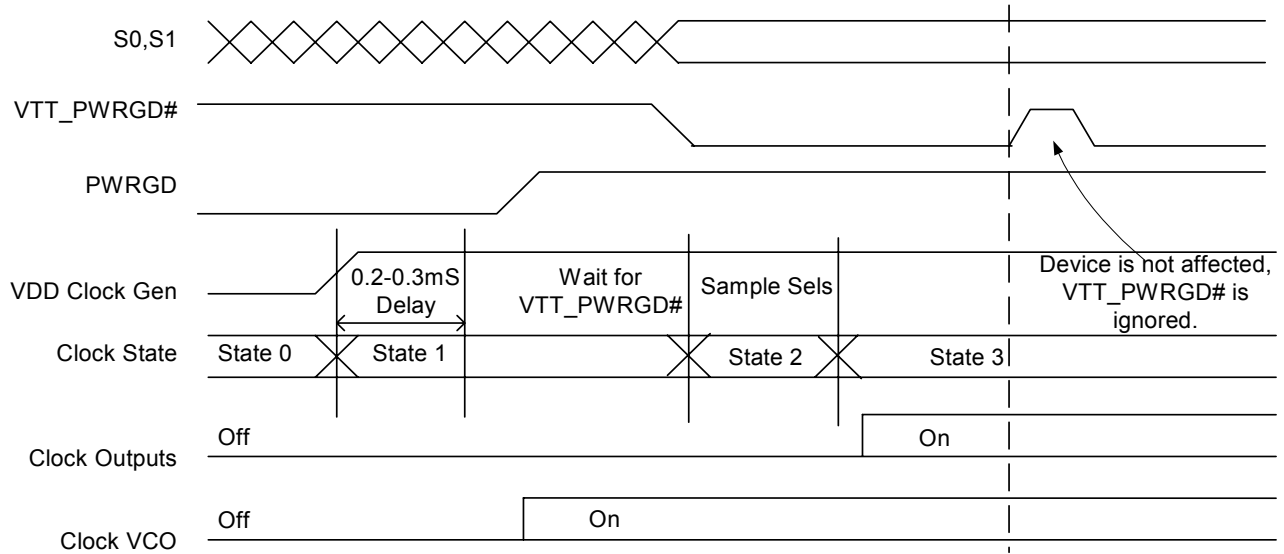 S0,S1
VTT_PWRGD#
PWRGD
VDD Clock Gen
0.2-0.3mS
Delay
Wait for
VTT_PWRGD#
Sample Sels
Device is not affected,
VTT_PWRGD# is
ignored.
Clock State
State 0
State 1
State 2
State 3
Clock Outputs
Off
On
Clock VCO
Off
On